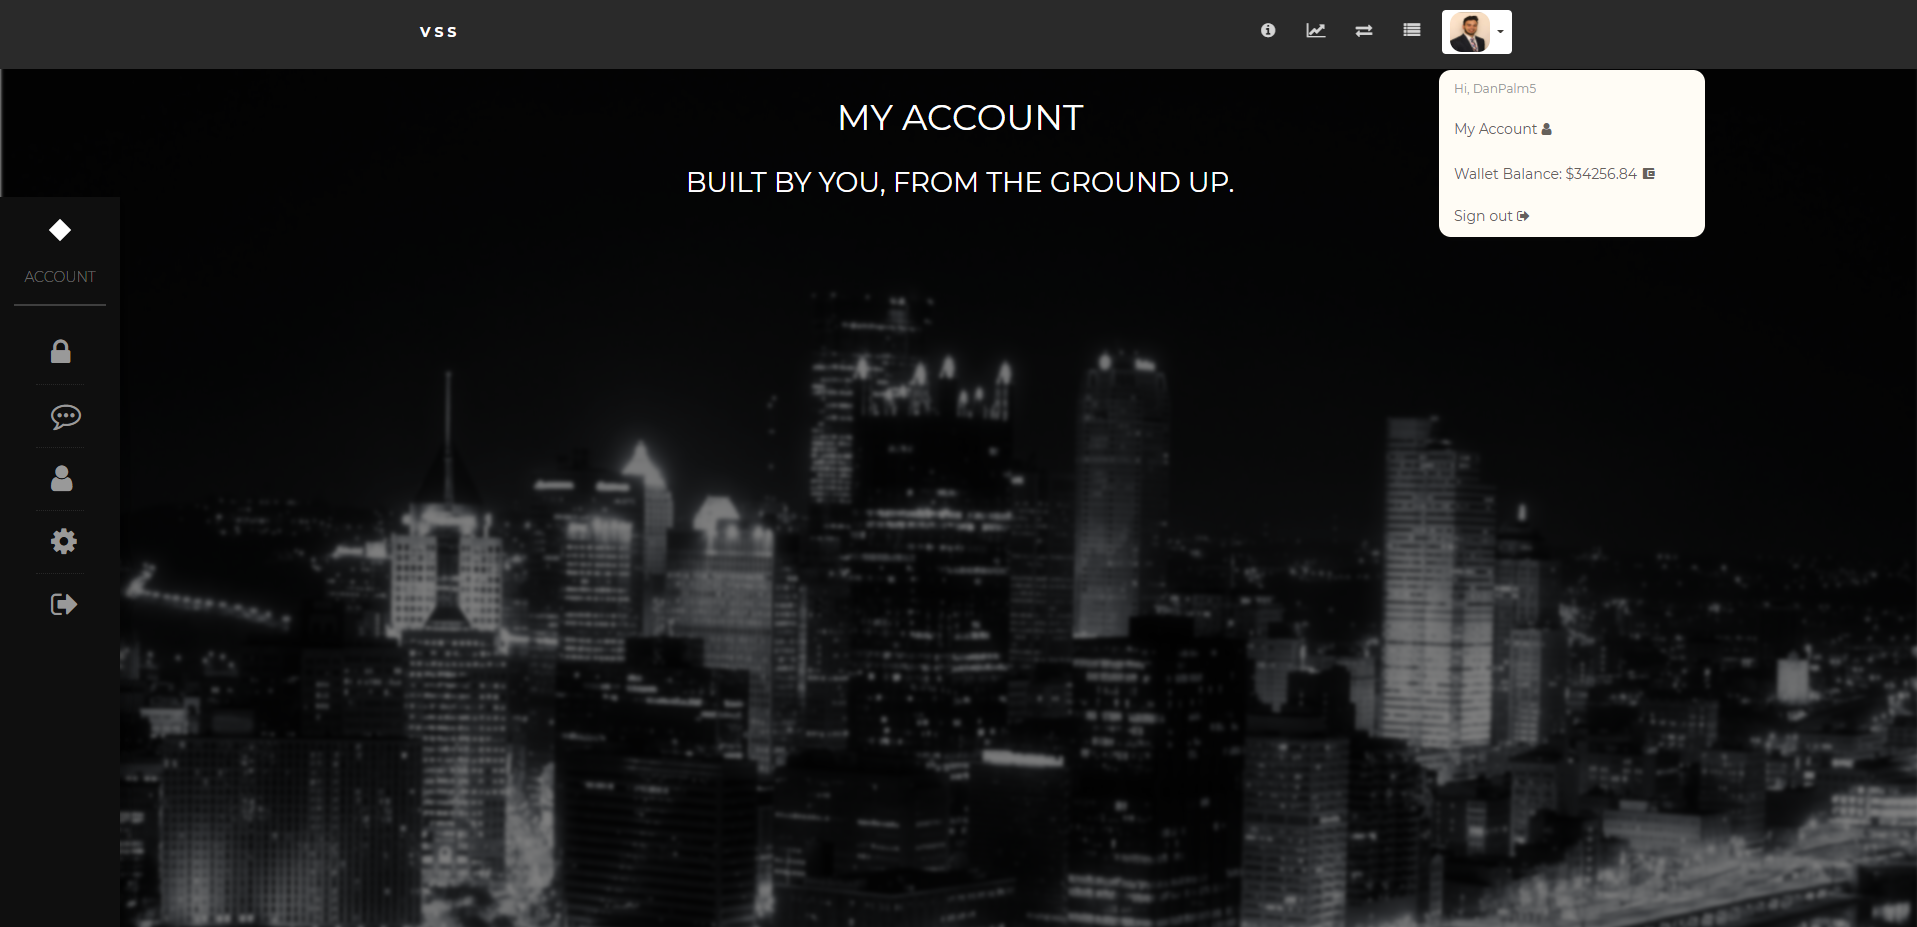 VSS
Hi, DanPalm5
My Account
Wallet Balance: $34256.84
Sign out
MY ACCOUNT
BUILT BY YOU, FROM THE GROUND UP.
ACCOUNT